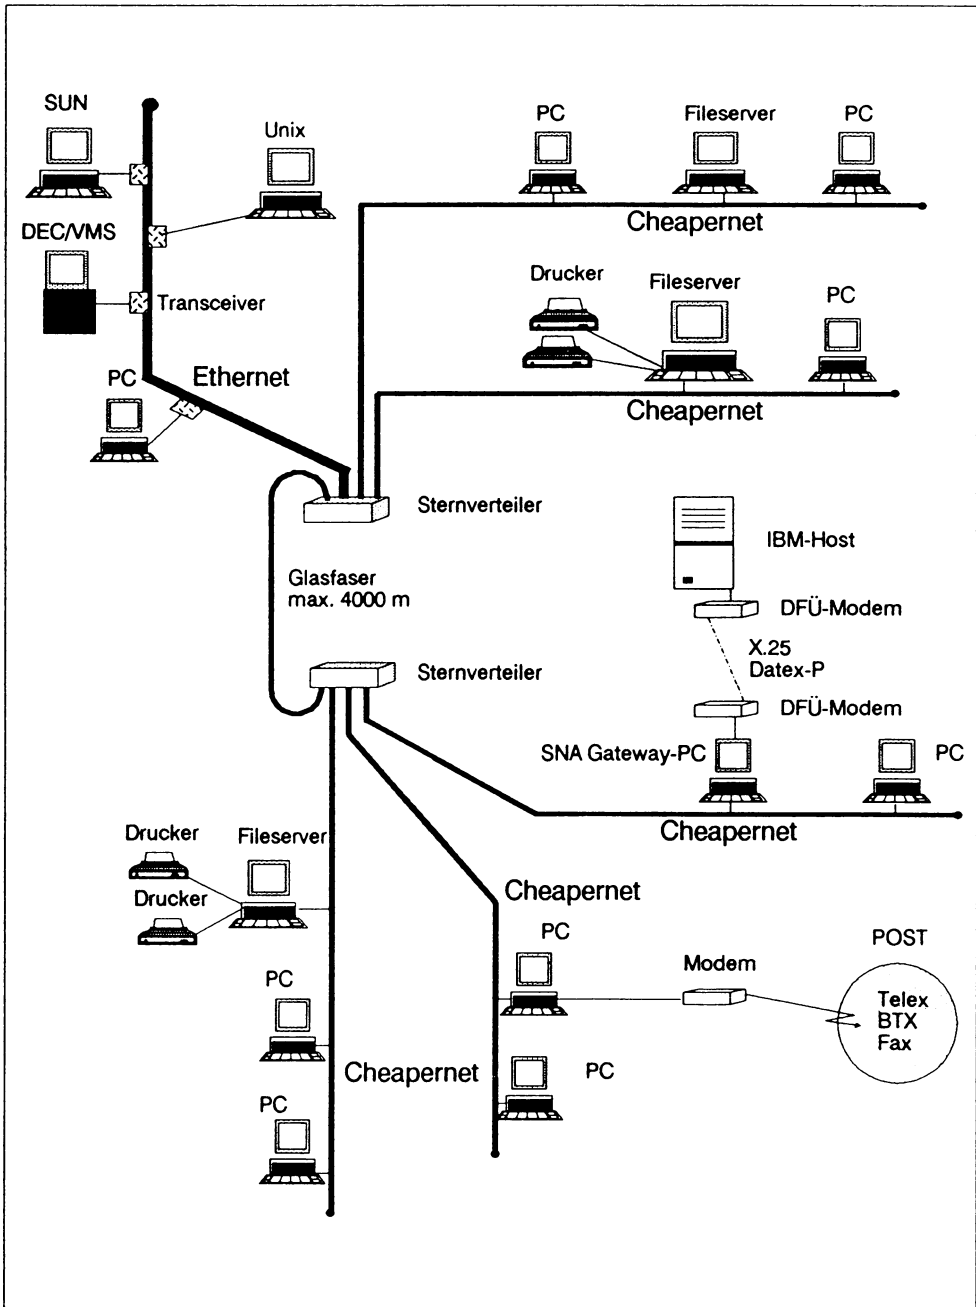 SUN
Unix
DEC/VMS
Transceiver
PC
Ethernet
PC
Fileserver
PC
Cheapernet
Drucker
Fileserver
PC
Cheapernet
Sternverteiler
Glasfaser
max. 4000 m
Sternverteiler
IBM-Host
DFÜ-Modem
X.25
Datex-P
DFÜ-Modem
SNA Gateway-PC
PC
Cheapernet
Drucker
Fileserver
Drucker
PC
PC
Cheapernet
Cheapernet
PC
Modem
POST
Telex
BTX
Fax
PC